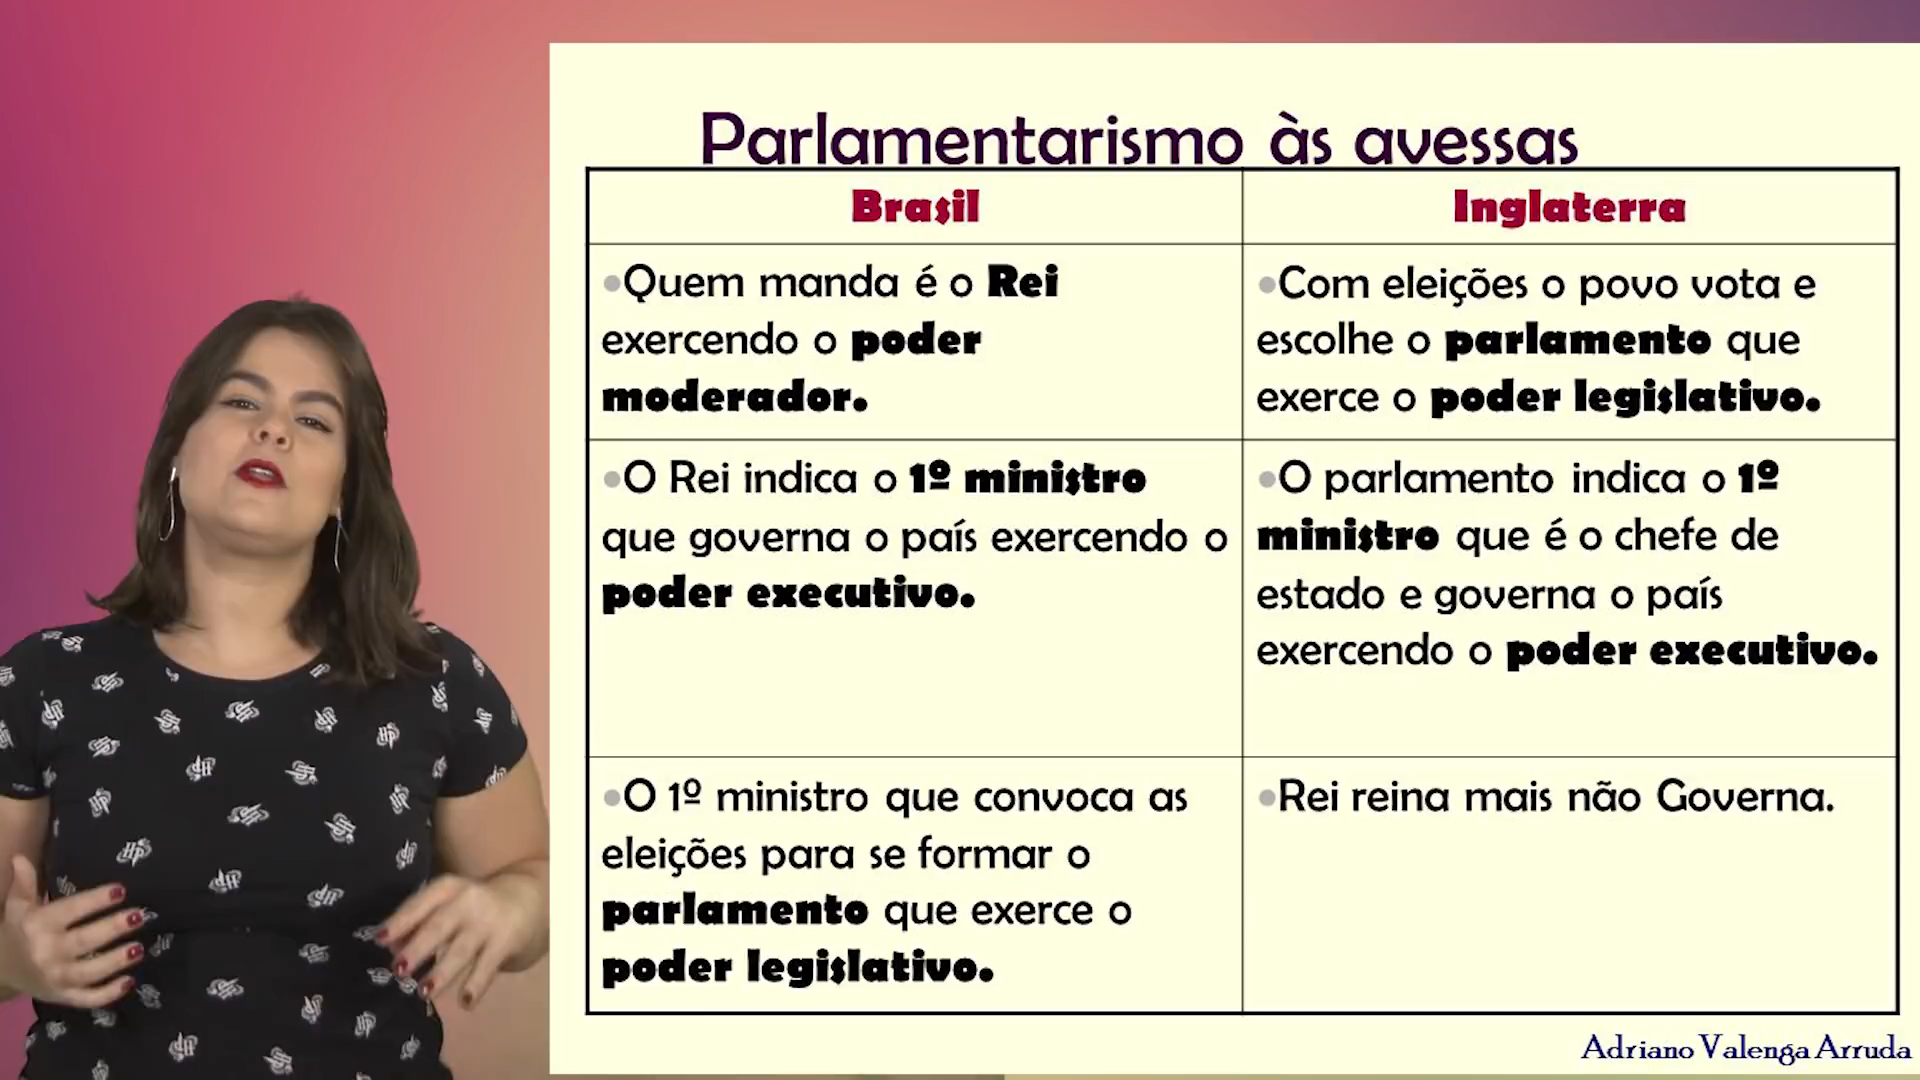 Parlamentarismo às avessas
Brasil
Inglaterra
•Quem manda é o Rei
exercendo o poder
moderador.
•Com eleições o povo vota e
escolhe o parlamento que
exerce o poder legislativo.
•O Rei indica o 1º ministro
que governa o país exercendo o
poder executivo.
•O parlamento indica o 1º
ministro que é o chefe de
estado e governa o país
exercendo o poder executivo.
•O 1º ministro que convoca as
eleições para se formar o
parlamento que exerce o
poder legislativo.
•Rei reina mais não Governa.
Adriano Valenga Arruda